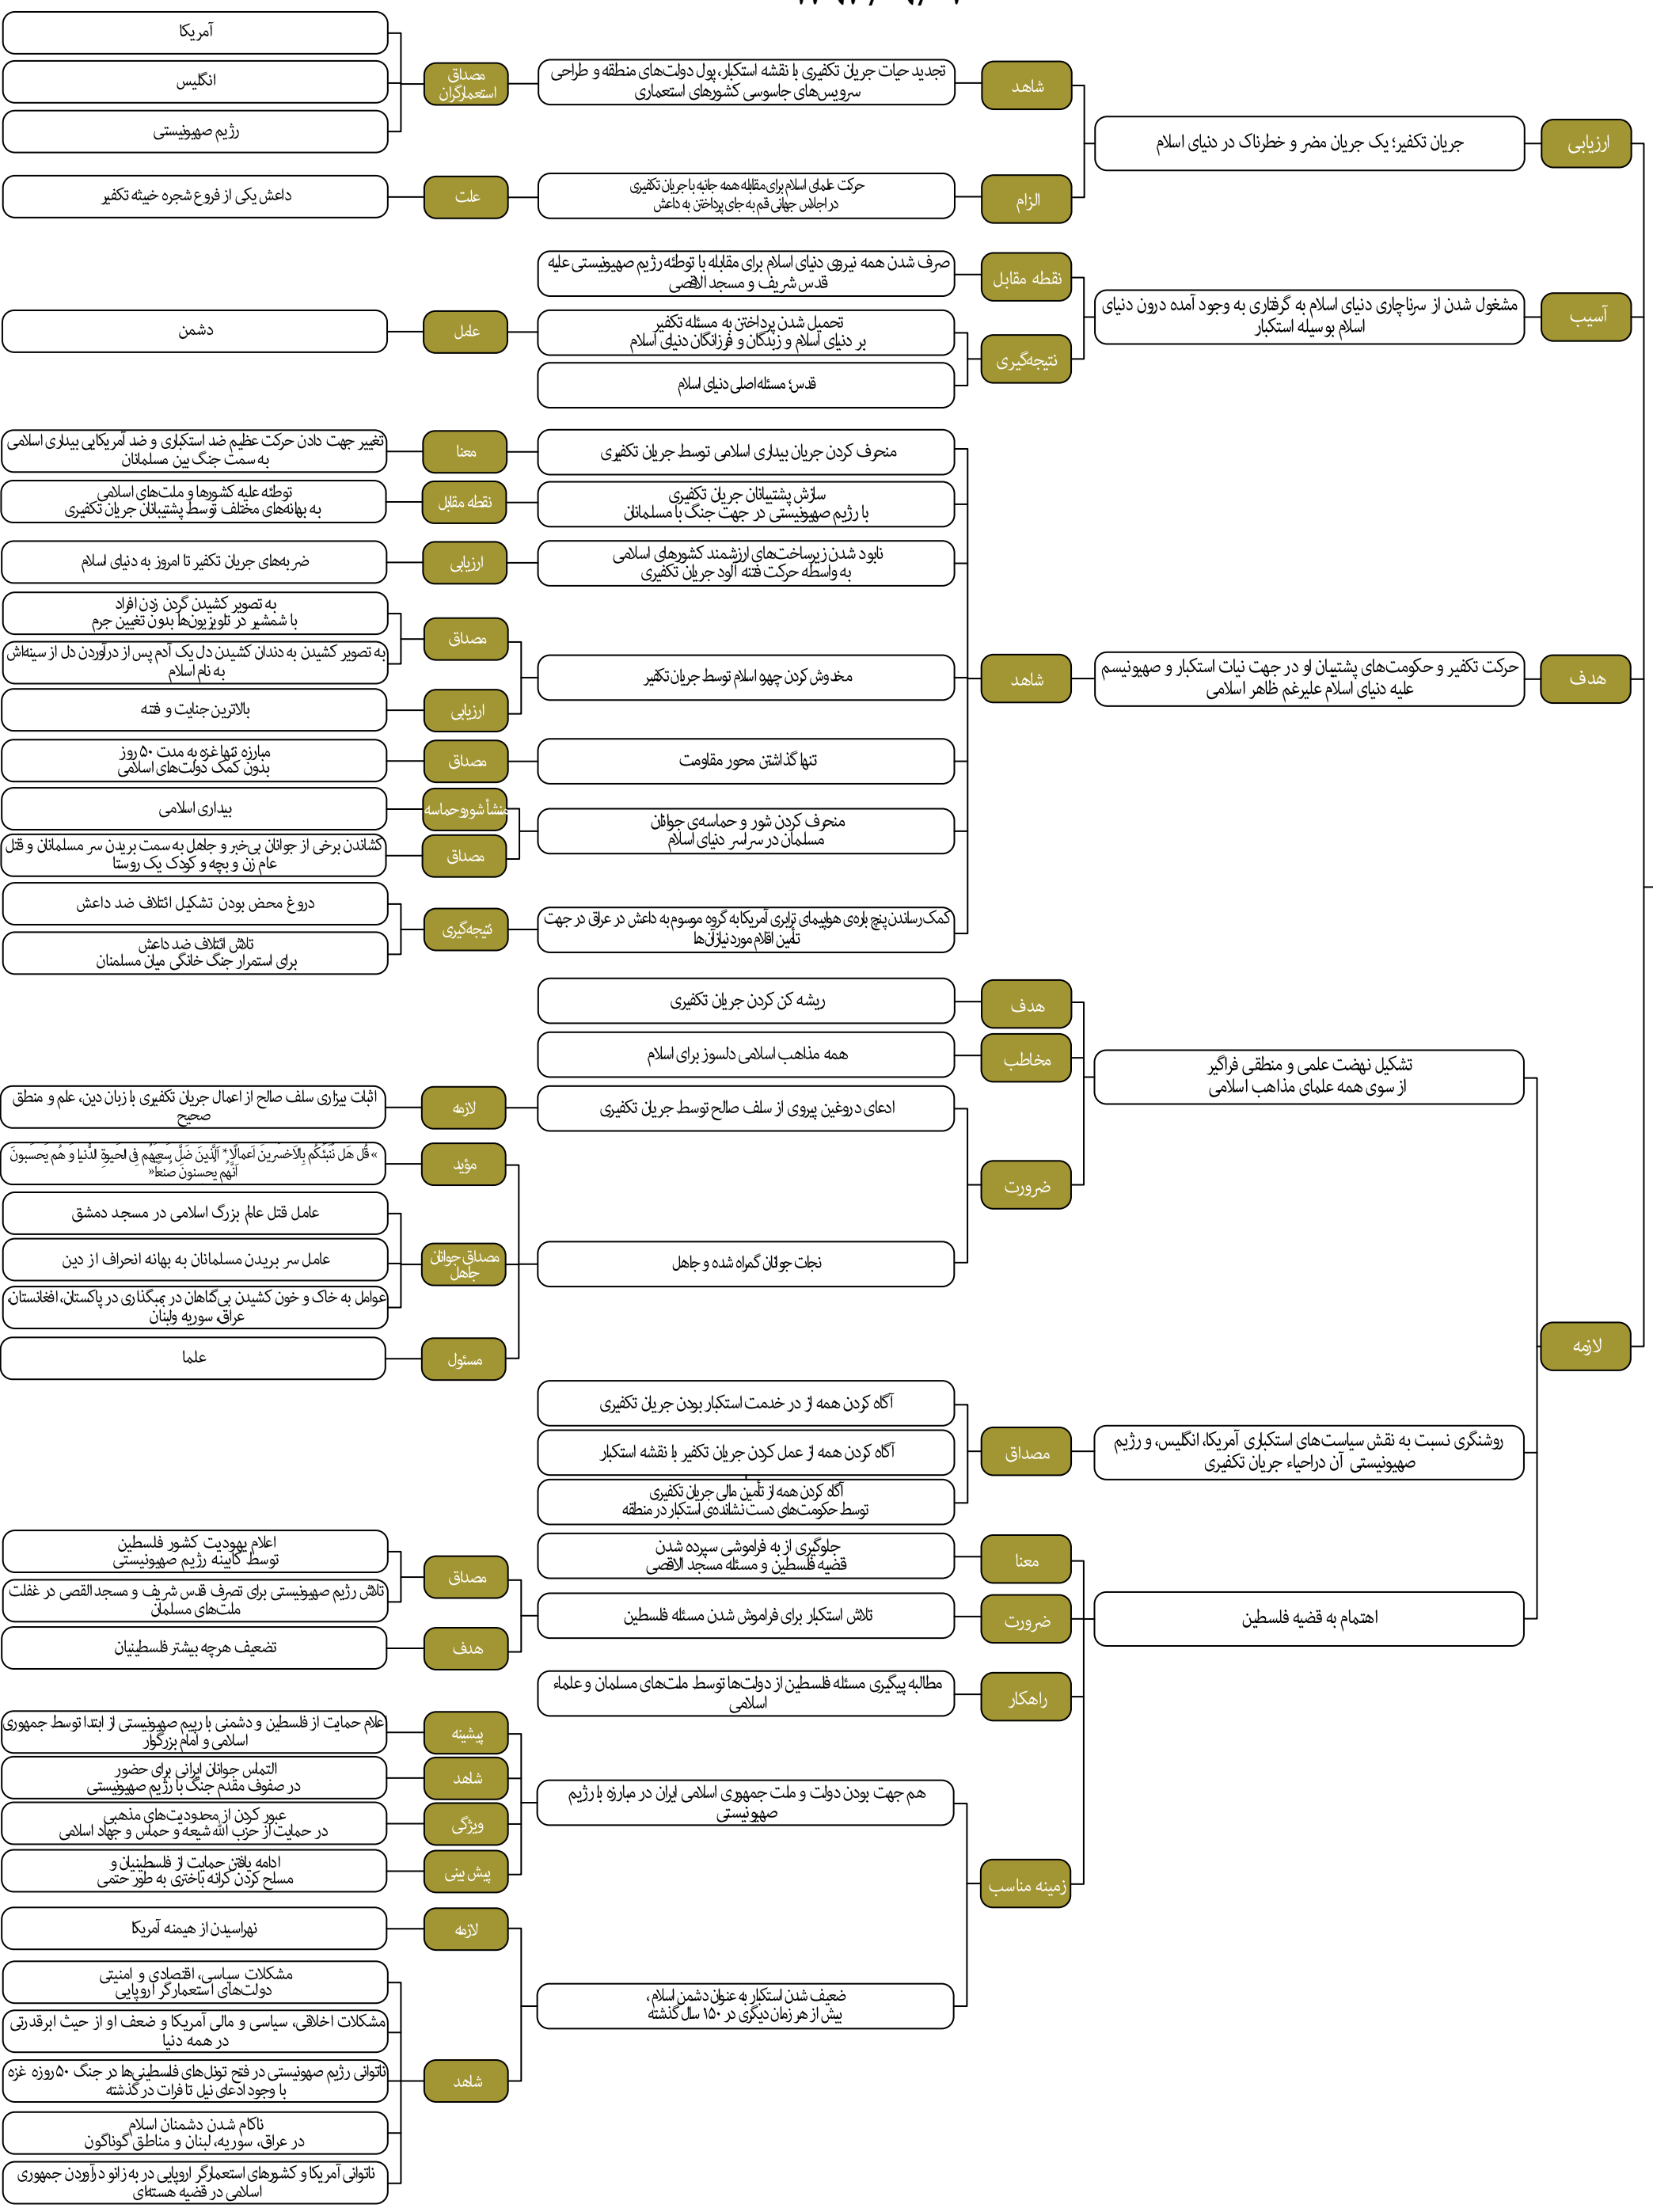 ارزیابی
جریان تکفیر؛ یک جریان مضر و خطرناک در دنیای اسلام
شاهد
تجدید حیات جریان تکفیری با نقشه استکبار، پول دولت‌های منطقه و طراحی
سرویس‌های جاسوسی کشورهای استعماری
مصداق
استعمارگران
آمریکا
انگلیس
رژیم صهیونیستی
الزام
حرکت علمای اسلام برای مقابله همه جانبه با جریان تکفیری
در اجلاس جهانی قم به جای پرداختن به داعش
علت
داعش یکی از فروع شجره خبیثه تکفیر
آسیب
مشغول شدن از سرناچاری دنیای اسلام به گرفتاری به وجود آمده درون دنیای
اسلام بوسیله استکبار
نقطه مقابل
صرف شدن همه نیروی دنیای اسلام برای مقابله با توطئه رژیم صهیونیستی علیه
قدس شریف و مسجد الاقصی
نتیجه‌گیری
تحمیل شدن پرداختن به مسئله تکفیر
بر دنیای اسلام و زبدگان و فرزانگان دنیای اسلام
عامل
دشمن
قدس؛ مسئله اصلی دنیای اسلام
هدف
حرکت تکفیر و حکومت‌های پشتیبان او در جهت نیات استکبار و صهیونیسم
علیه دنیای اسلام علیرغم ظاهر اسلامی
شاهد
منحرف کردن جریان بیداری اسلامی توسط جریان تکفیری
معنا
تغییر جهت دادن حرکت عظیم ضد استکباری و ضد آمریکایی بیداری اسلامی
به سمت جنگ بین مسلمانان
سازش پشتیبانان جریان تکفیری
با رژیم صهیونیستی در جهت جنگ با مسلمانان
نقطه مقابل
توطئه علیه کشورها و ملت‌های اسلامی
به بهانه‌های مختلف توسط پشتیبانان جریان تکفیری
نابود شدن زیرساخت‌های ارزشمند کشورهای اسلامی
به واسطه حرکت فتنه آلود جریان تکفیری
ارزیابی
ضربه‌های جریان تکفیر تا امروز به دنیای اسلام
مخدوش کردن چهره اسلام توسط جریان تکفیر
مصداق
به تصویر کشیدن گردن زدن افراد
با شمشیر در تلویزیون‌ها بدون تعیین جرم
به تصویر کشیدن به دندان کشیدن دل یک آدم پس از درآوردن دل از سینه‌اش
به نام اسلام
ارزیابی
بالاترین جنایت و فتنه
تنها گذاشتن محور مقاومت
مصداق
مبارزه تنها غزه به مدت ۵۰ روز
بدون کمک دولت‌های اسلامی
منحرف کردن شور و حماسه‌ی جوانان
مسلمان در سراسر دنیای اسلام
منشأ شور و حماسه
بیداری اسلامی
مصداق
کشاندن برخی از جوانان بی‌خبر و جاهل به سمت بریدن سر مسلمانان و قتل
عام زن و بچه و کودک یک روستا
کمک رساندن پنج باره‌ی هواپیمای ترابری آمریکا به گروه موسوم به داعش در عراق در جهت
تأمین اقلام مورد نیاز آن‌ها
نتیجه‌گیری
دروغ محض بودن تشکیل ائتلاف ضد داعش
تلاش ائتلاف ضد داعش
برای استمرار جنگ خانگی میان مسلمنان
لازمه
تشکیل نهضت علمی و منطقی فراگیر
از سوی همه علمای مذاهب اسلامی
هدف
ریشه کن کردن جریان تکفیری
مخاطب
همه مذاهب اسلامی دلسوز برای اسلام
ضرورت
ادعای دروغین پیروی از سلف صالح توسط جریان تکفیری
لازمه
اثبات بیزاری سلف صالح از اعمال جریان تکفیری با زبان دین، علم و منطق
صحیح
نجات جوانان گمراه شده و جاهل
مؤید
» قُل هَل نُنَبِّئُكُم بِالاَخسَرینَ اَعمالًا* اَلَّذینَ ضَلَّ سَعیُهُم فِی الحَیوةِ الدُّنیا وَ هُم یَحسَبونَ
اَنَّهُم یُحسِنونَ صُنعًا«
مصداق جوانان
جاهل
عامل قتل عالم بزرگ اسلامی در مسجد دمشق
عامل سر بریدن مسلمانان به بهانه انحراف از دین
عوامل به خاک و خون کشیدن بی‌گناهان در بمبگذاری در پاکستان، افغانستان،
عراق، سوریه ولبنان
مسئول
علما
روشنگری نسبت به نقش سیاست‌های استکباری آمریکا، انگلیس، و رژیم
صهیونیستی آن دراحیاء جریان تکفیری
مصداق
آگاه کردن همه از در خدمت استکبار بودن جریان تکفیری
آگاه کردن همه از عمل کردن جریان تکفیر با نقشه استکبار
آگاه کردن همه از تأمین مالی جریان تکفیری
توسط حکومت‌های دست نشانده‌ی استکبار در منطقه
اهتمام به قضیه فلسطین
معنا
جلوگیری از به فراموشی سپرده شدن
قضیه فلسطین و مسئله مسجد الاقصی
ضرورت
تلاش استکبار برای فراموش شدن مسئله فلسطین
مصداق
اعلام یهودیت کشور فلسطین
توسط کابینه رژیم صهیونیستی
تلاش رژیم صهیونیستی برای تصرف قدس شریف و مسجد القصی در غفلت
ملت‌های مسلمان
هدف
تضعیف هرچه بیشتر فلسطینیان
راهکار
مطالبه پیگیری مسئله فلسطین از دولت‌ها توسط ملت‌های مسلمان و علماء
اسلامی
زمینه مناسب
هم جهت بودن دولت و ملت جمهوری اسلامی ایران در مبارزه با رژیم
صهیونیستی
پیشینه
علام حمایت از فلسطین و دشمنی با رییم صهیونیستی از ابتدا توسط جمهوری
اسلامی و امام بزرگوار
شاهد
التماس جوانان ایرانی برای حضور
در صفوف مقدم جنگ با رژیم صهیونیستی
ویژگی
عبور کردن از محدودیت‌های مذهبی
در حمایت از حزب الله شیعه و حماس و جهاد اسلامی
پیش بینی
ادامه یافتن حمایت از فلسطینیان و
مسلح کردن کرانه باختری به طور حتمی
ضعیف شدن استکبار به عنوان دشمن اسلام ،
بیش از هر زمان دیگری در ۱۵۰ سال گذشته
لازمه
نهراسیدن از هیمنه آمریکا
شاهد
مشکلات سیاسی، اقتصادی و امنیتی
دولت‌های استعمارگر اروپایی
مشکلات اخلاقی، سیاسی و مالی آمریکا و ضعف او از حیث ابرقدرتی
در همه دنیا
ناتوانی رژیم صهونیستی در فتح تونل‌های فلسطینی‌ها در جنگ ۵۰ روزه غزه
با وجود ادعای نیل تا فرات در گذشته
ناکام شدن دشمنان اسلام
در عراق، سوریه، لبنان و مناطق گوناگون
ناتوانی آمریکا و کشورهای استعمارگر اروپایی در به زانو درآوردن جمهوری
اسلامی در قضیه هسته‌ای